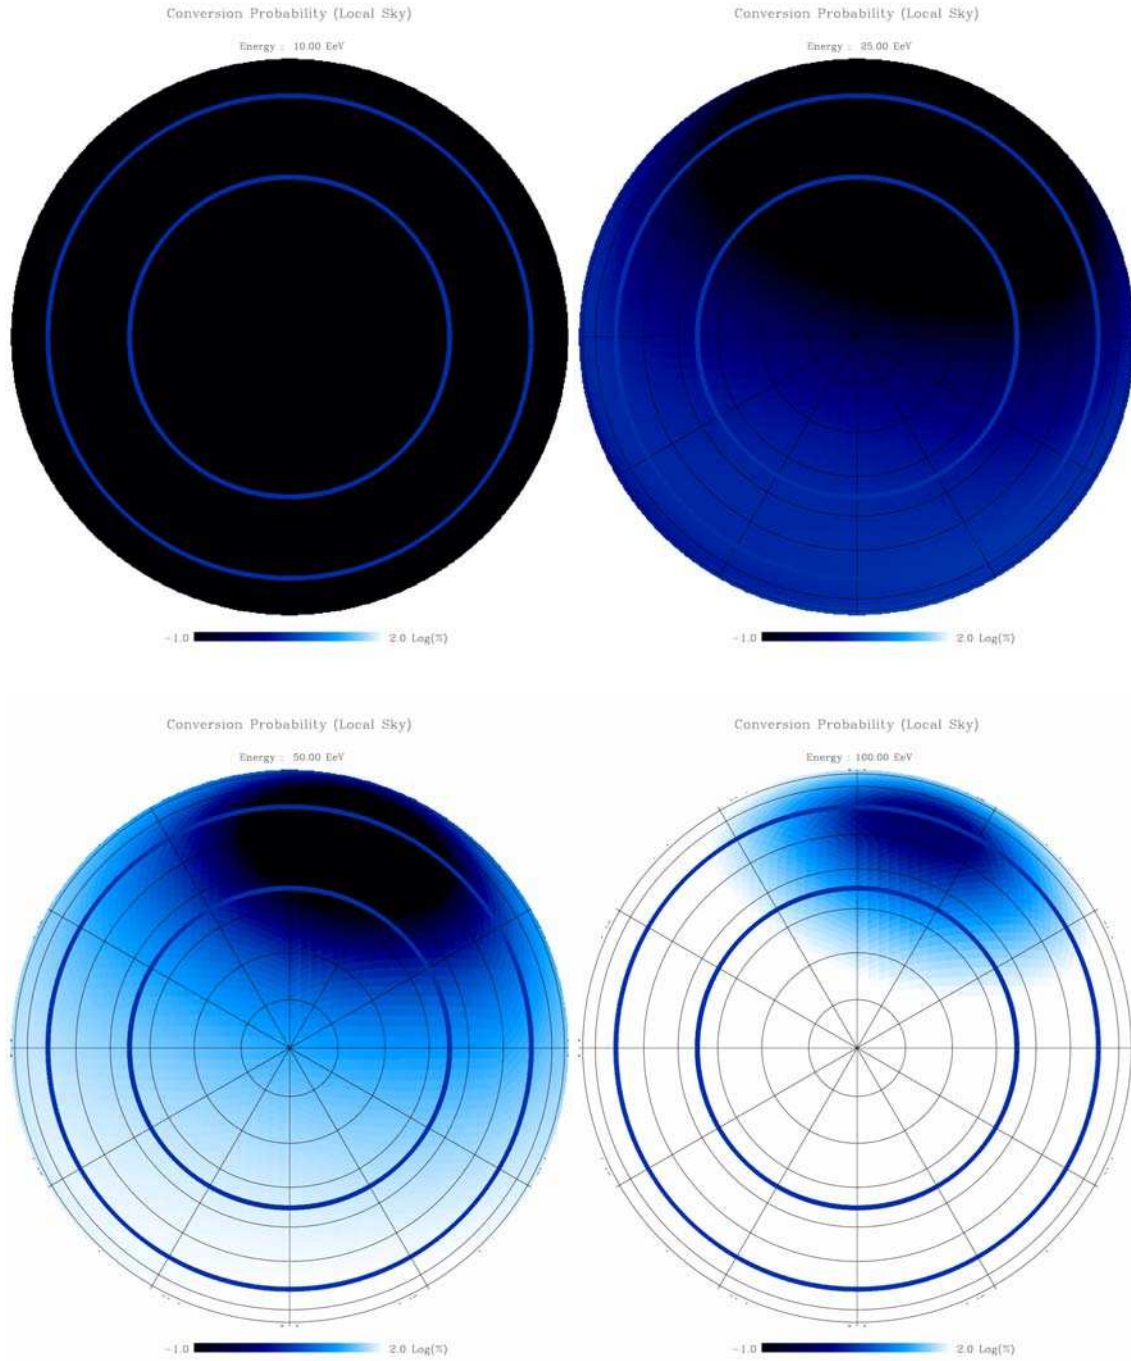 Conversion Probability (Local Sky)
Energy : 10.00 EeV
-1.0 2.0 Log(%)
Conversion Probability (Local Sky)
Energy : 25.00 EeV
-1.0 2.0 Log(%)
Conversion Probability (Local Sky)
Energy : 50.00 EeV
-1.0 2.0 Log(%)
Conversion Probability (Local Sky)
Energy : 100.00 EeV
-1.0 2.0 Log(%)